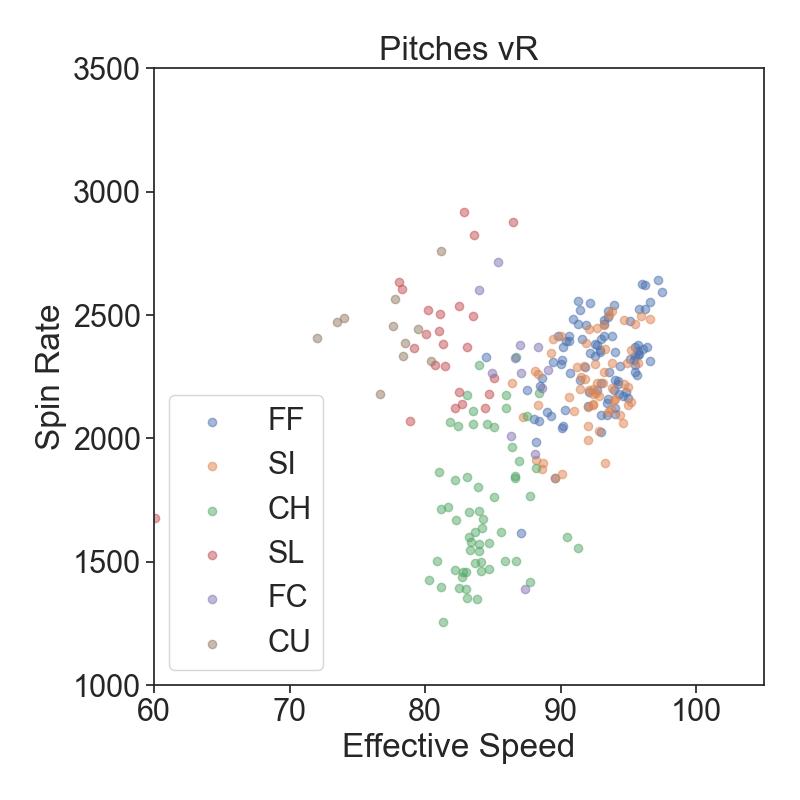 Pitches vR
3500
3000
2500
2000
1500
1000
Spin Rate
FF
SI
CH
SL
FC
CU
60 70 80 90 100
Effective Speed